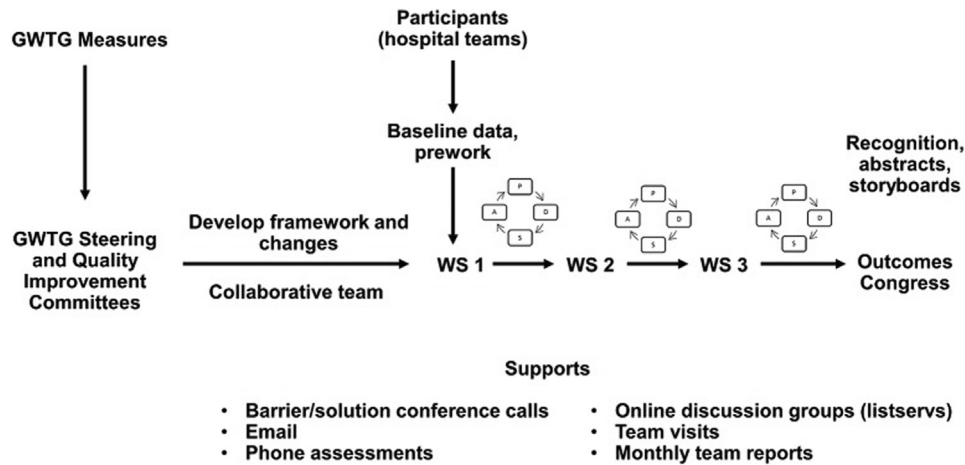 GWTG Measures
Participants
(hospital teams)
Baseline data,
prework
Recognition,
abstracts,
storyboards
GWTG Steering
and Quality
Improvement
Committees
Develop framework and
changes
Collaborative team
WS 1
P
A
D
S
WS 2
P
A
D
S
WS 3
P
A
D
S
Outcomes
Congress
Supports
• Barrier/solution conference calls
• Email
• Phone assessments
• Online discussion groups (listservs)
• Team visits
• Monthly team reports